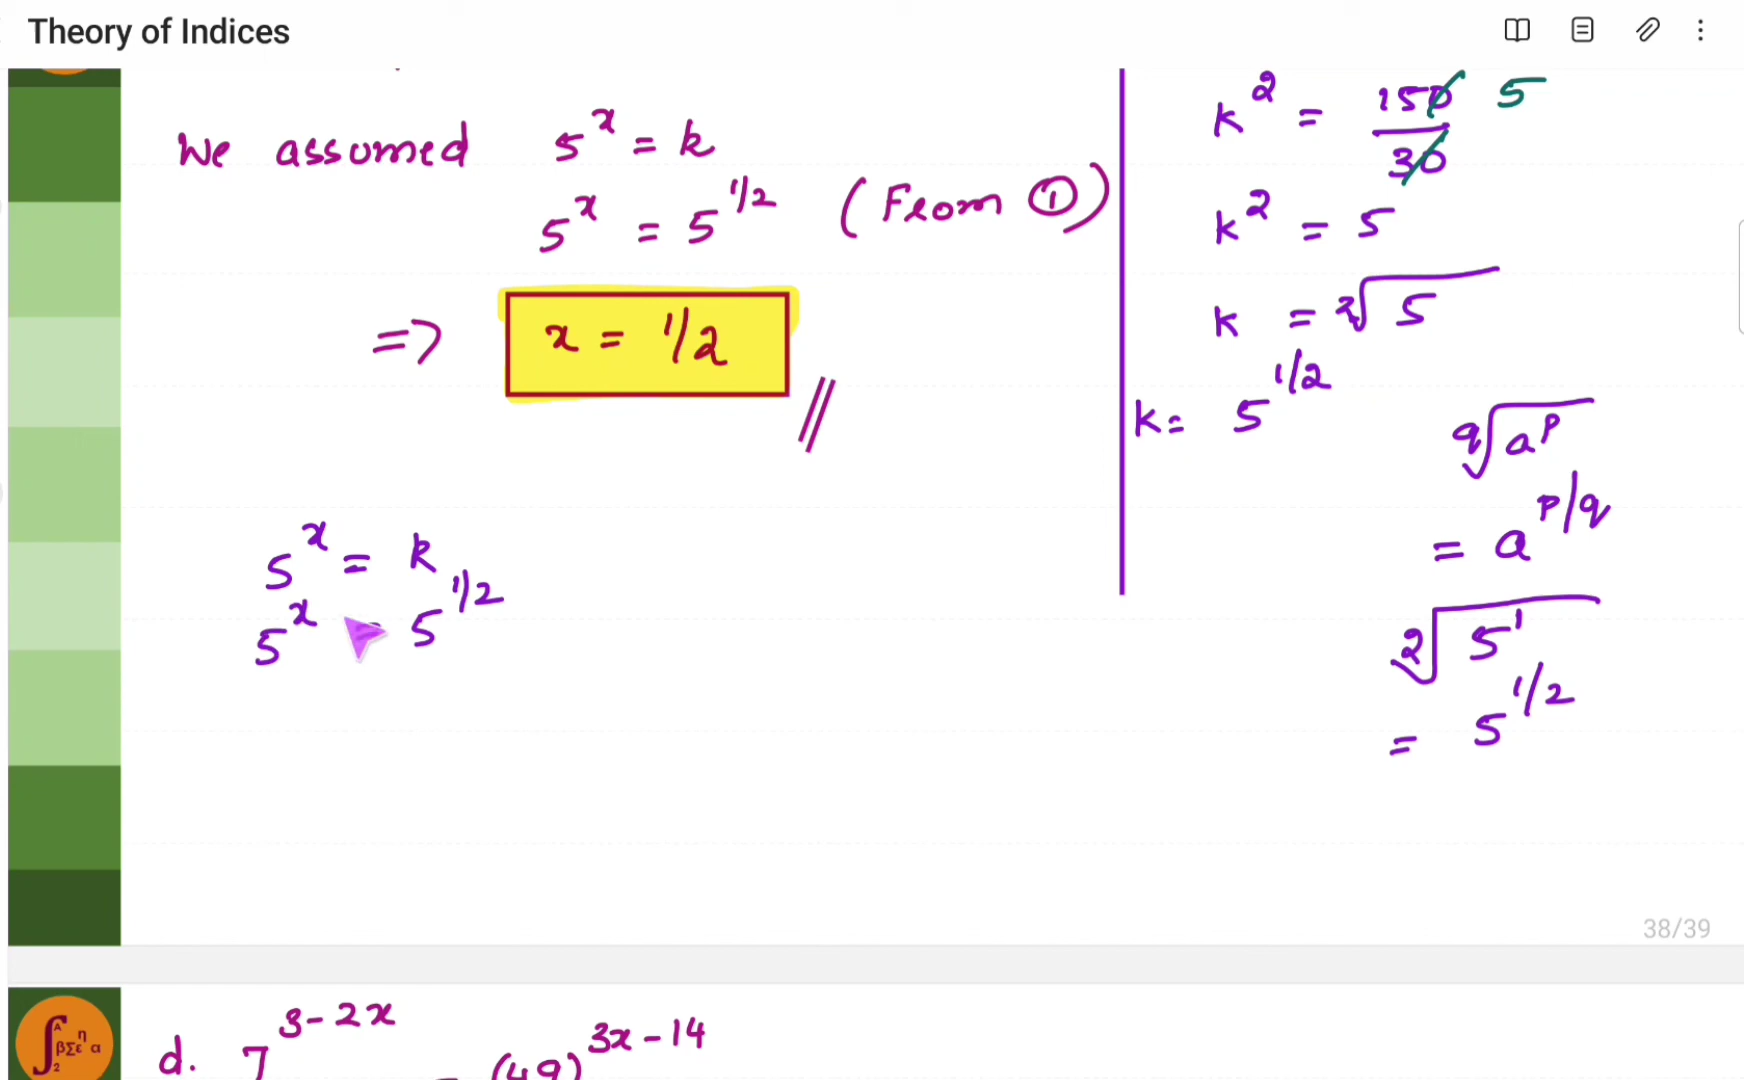 Theory of Indices
We assumed 5^x = k
5^x = 5^1/2 (From ①)
=> x = 1/2 //
5^x = k
5^x = 5^1/2
k^2 = 150/30 5
k^2 = 5
k = 2√5
k = 5^1/2
q√a^p
= a^p/q
2√5^1
= 5^1/2
38/39
d. 7^3-2x = (49)^3x-14